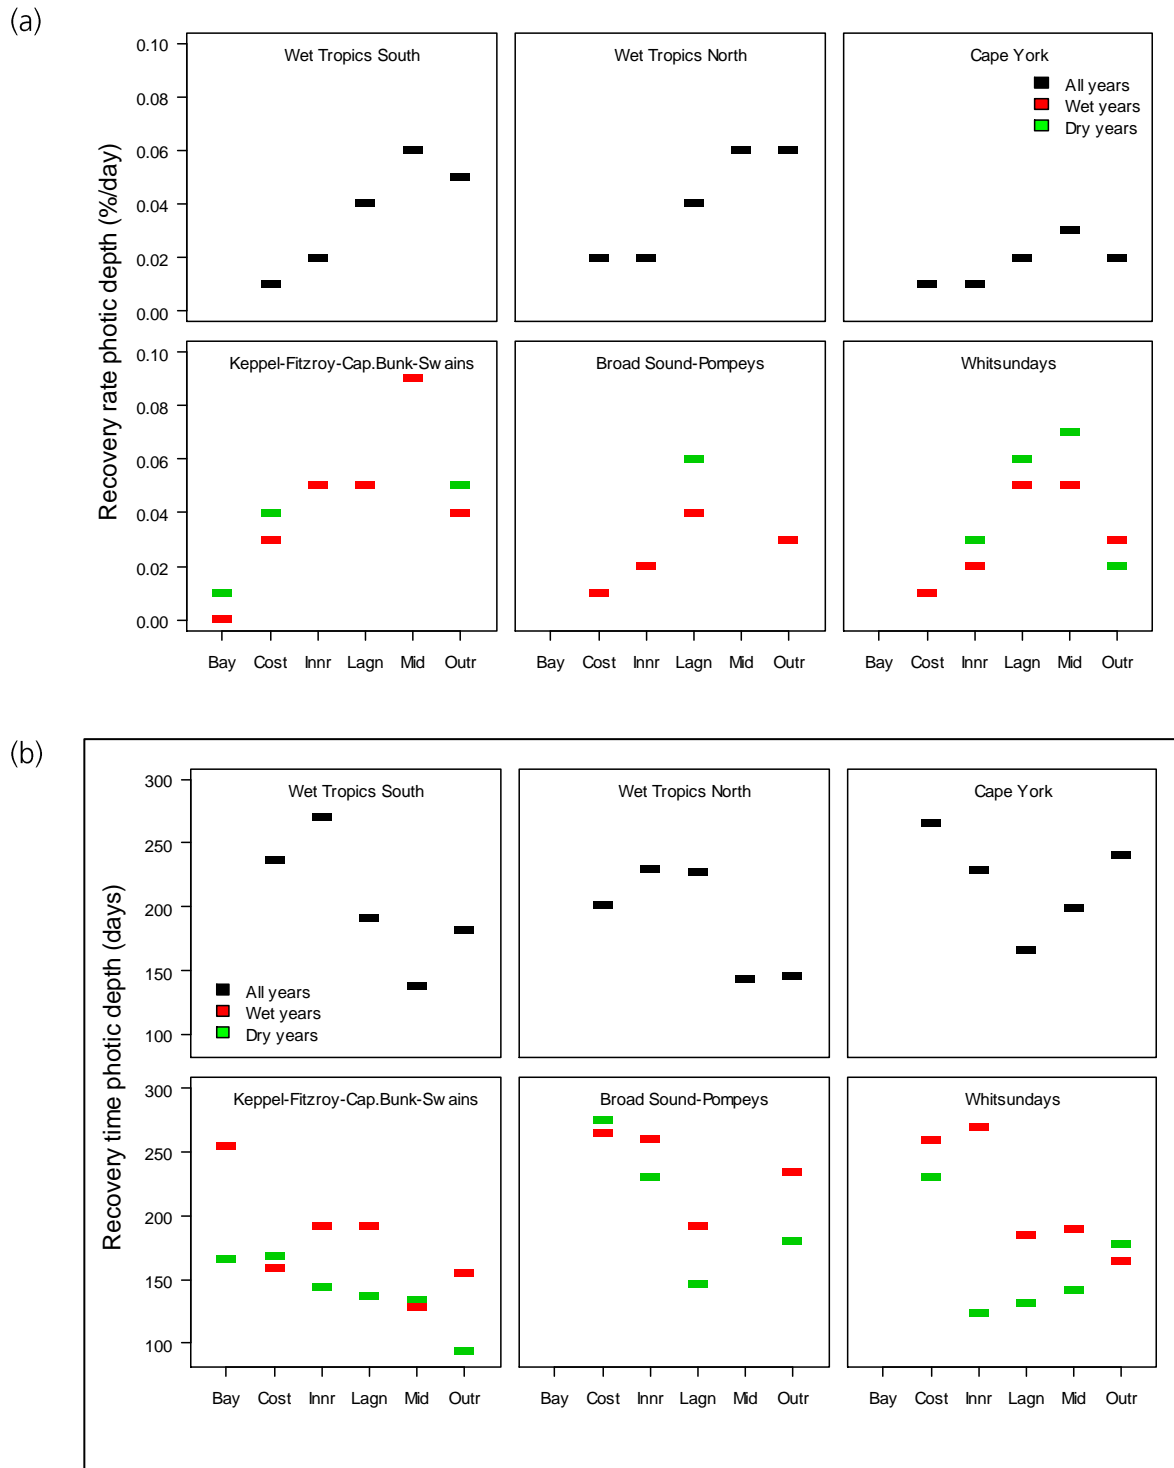 (a)
Recovery rate photic depth (%/day)
Wet Tropics South
Wet Tropics North
Cape York
All years
Wet years
Dry years
0.10
0.08
0.06
0.04
0.02
0.00
Keppel-Fitzroy-Cap.Bunk-Swains
Broad Sound-Pompeys
Whitsundays
0.10
0.08
0.06
0.04
0.02
0.00
Bay Cost Innr Lagn Mid Outr
Bay Cost Innr Lagn Mid Outr
Bay Cost Innr Lagn Mid Outr
(b)
Recovery time photic depth (days)
Wet Tropics South
Wet Tropics North
Cape York
300
250
200
150
100
All years
Wet years
Dry years
Keppel-Fitzroy-Cap.Bunk-Swains
Broad Sound-Pompeys
Whitsundays
300
250
200
150
100
Bay Cost Innr Lagn Mid Outr
Bay Cost Innr Lagn Mid Outr
Bay Cost Innr Lagn Mid Outr